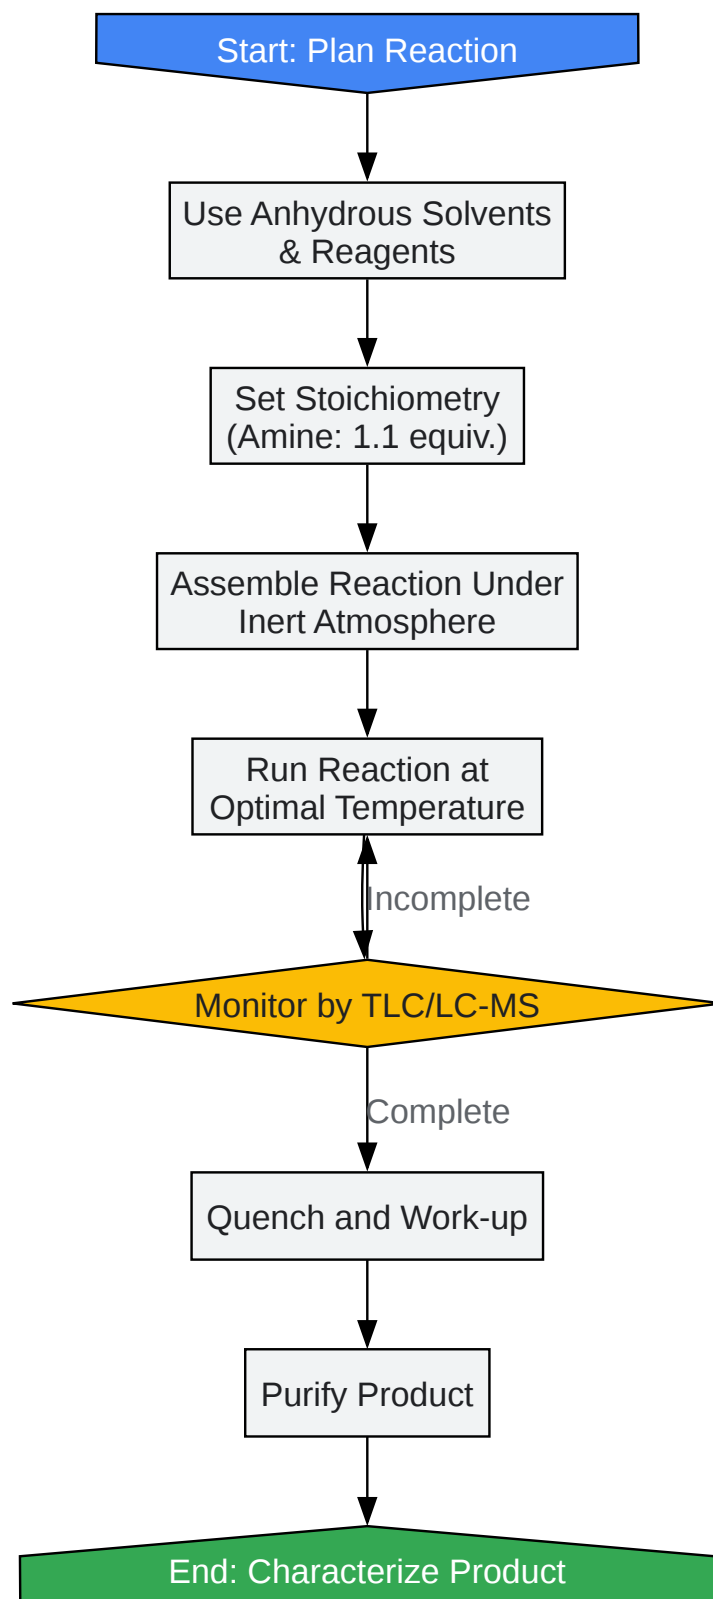 Start: Plan Reaction
Use Anhydrous Solvents
& Reagents
Set Stoichiometry
(Amine: 1.1 equiv.)
Assemble Reaction Under
Inert Atmosphere
Run Reaction at
Optimal Temperature
Incomplete
Monitor by TLC/LC-MS
Complete
Quench and Work-up
Purify Product
End: Characterize Product